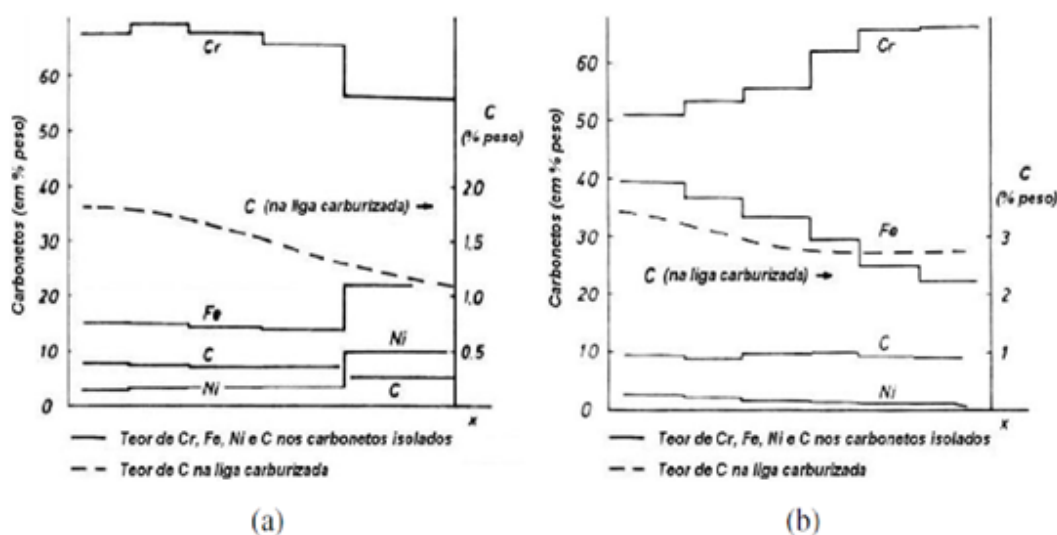 Carbonetos (em % peso)
60
50
40
30
20
10
0
Cr
C
(% peso)
2.0
1.5
1.0
0.5
C (na liga carburizada)
Fe
C
Ni
Ni
C
x
Teor de Cr, Fe, Ni e C nos carbonetos isolados
Teor de C na liga carburizada
(a)
Carbonetos (em % peso)
60
50
40
30
20
10
0
Cr
C
(% peso)
3
2
1
Fe
C (na liga carburizada)
C
Ni
x
Teor de Cr, Fe, Ni e C nos carbonetos isolados
Teor de C na liga carburizada
(b)